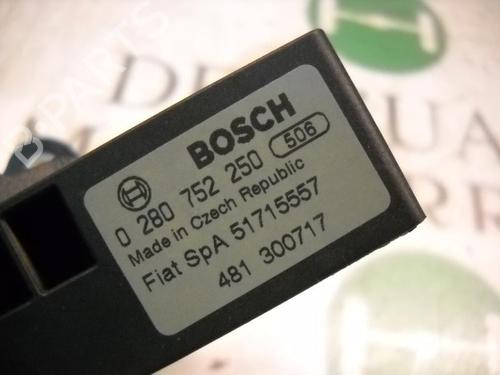 BOSCH
0 280 752 250 506
Made in Czech Republic
Fiat SpA 51715557
481 300717